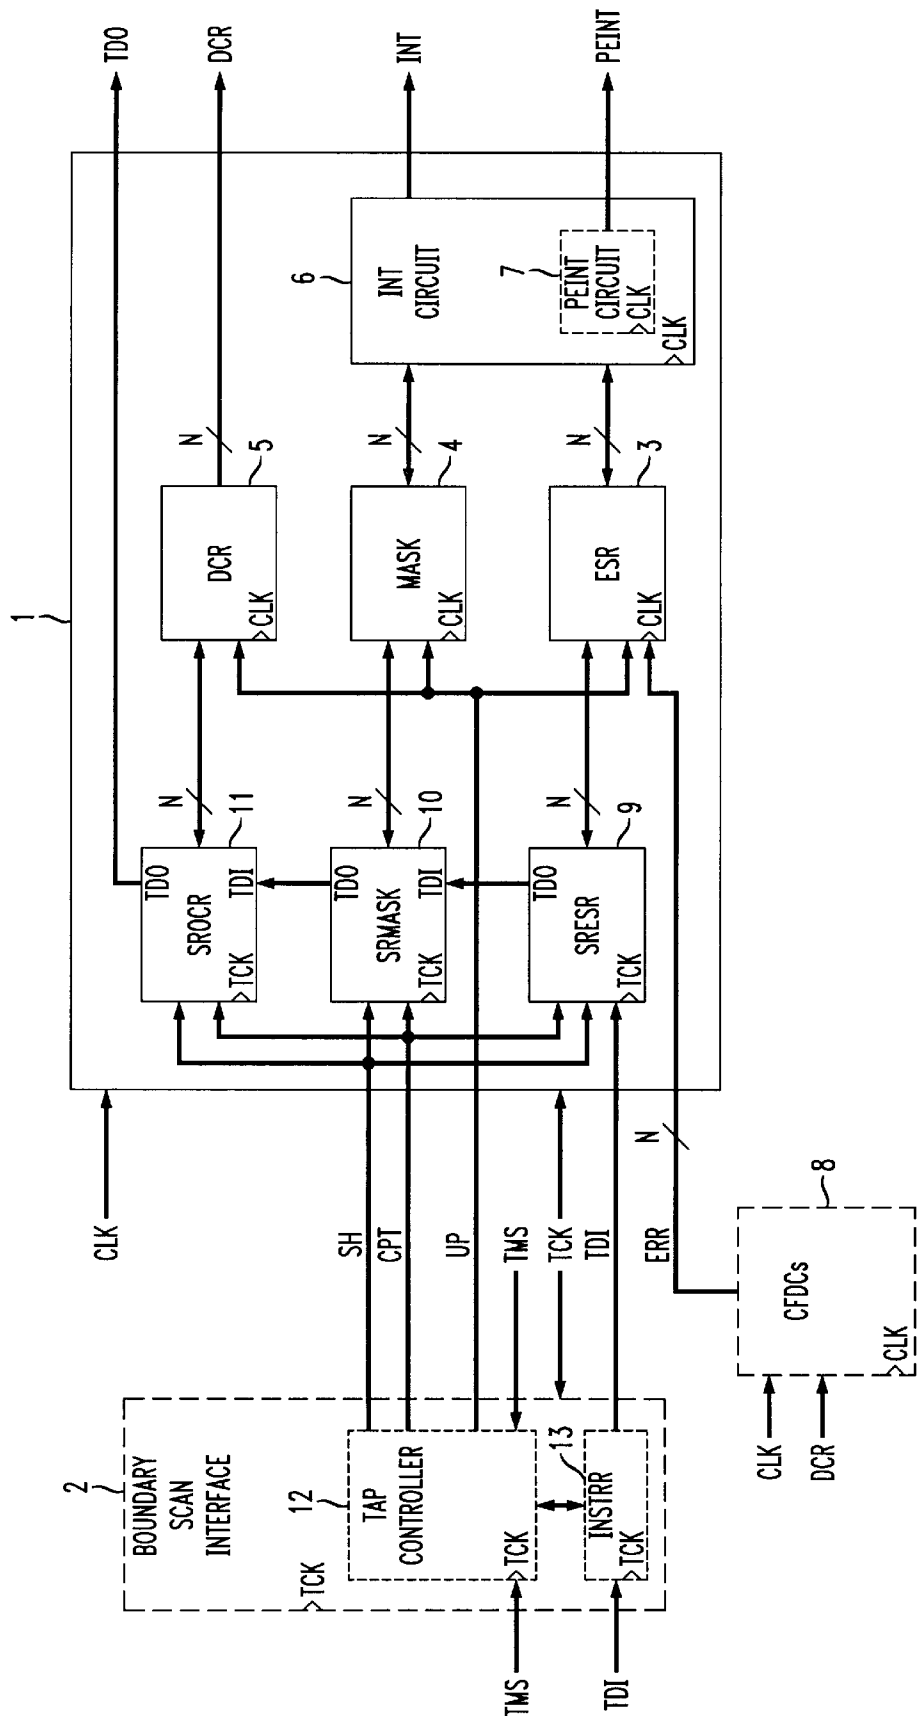 TDO
DCR
INT
PEINT
1
6
INT
CIRCUIT
7
PEINT
CIRCUIT
CLK
CLK
N
5
DCR
CLK
N
4
MASK
CLK
N
3
ESR
CLK
N
11
TDO
SROCR
TDI
TCK
N
10
TDO
SRMASK
TDI
TCK
N
9
TDO
SRESR
TCK
CLK
SH
CPT
UP
TMS
TCK
TDI
ERR
N
8
CFDCs
CLK
CLK
DCR
2
BOUNDARY
SCAN
INTERFACE
TCK
12
TAP
CONTROLLER
TCK
13
INSTRR
TCK
TMS
TDI